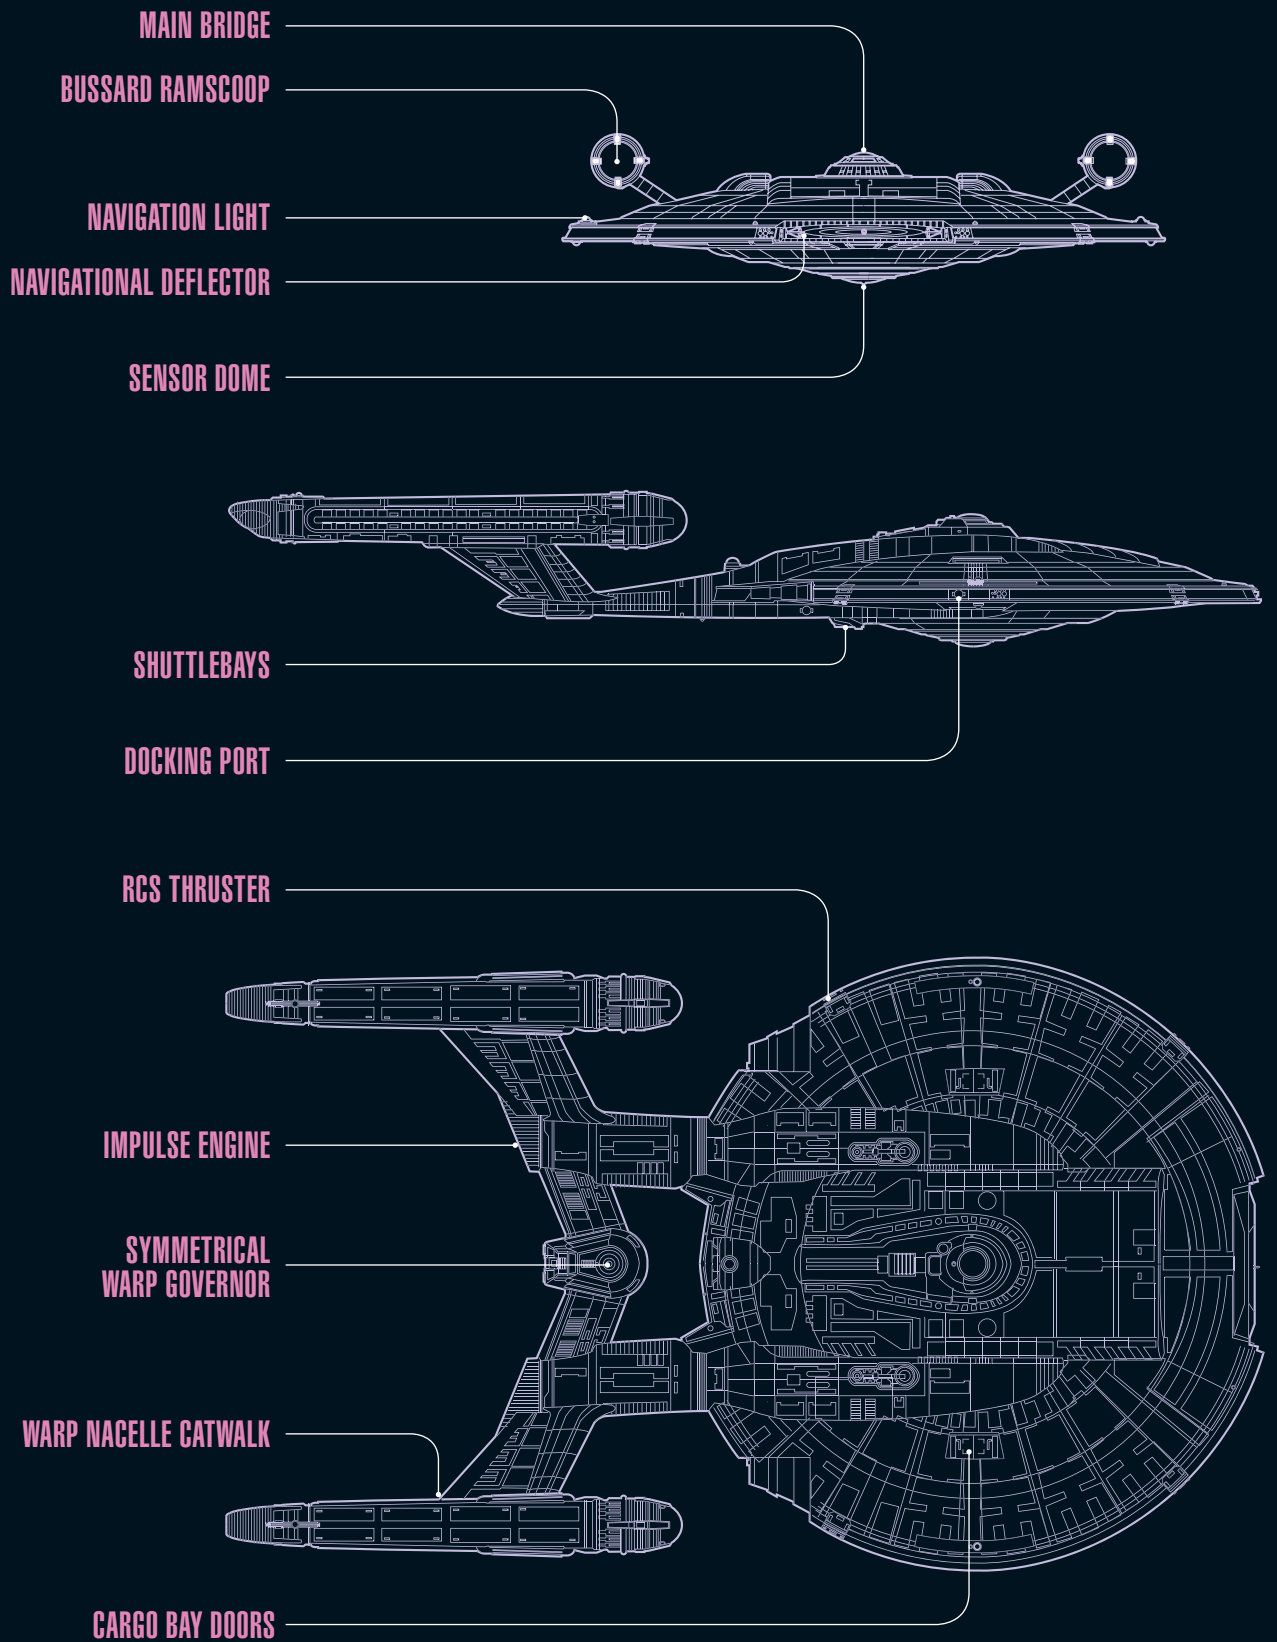 MAIN BRIDGE
BUSSARD RAMSCOOP
NAVIGATION LIGHT
NAVIGATIONAL DEFLECTOR
SENSOR DOME
SHUTTLEBAYS
DOCKING PORT
RCS THRUSTER
IMPULSE ENGINE
SYMMETRICAL
WARP GOVERNOR
WARP NACELLE CATWALK
CARGO BAY DOORS